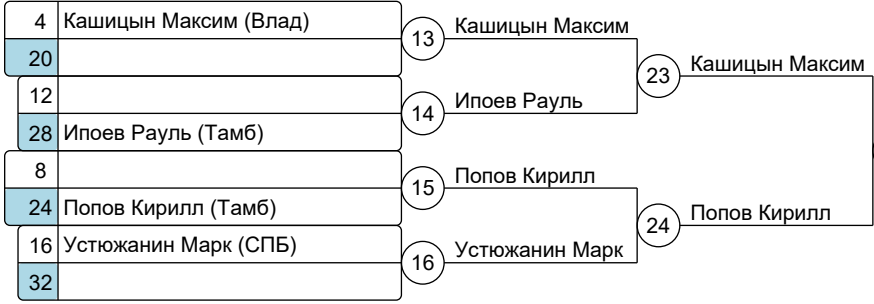 4 Кашицын Максим (Влад)
20
12
28 Ипоев Рауль (Тамб)
8
24 Попов Кирилл (Тамб)
16 Устюжанин Марк (СПБ)
32
13 Кашицын Максим
14 Ипоев Рауль
15 Попов Кирилл
16 Устюжанин Марк
23 Кашицын Максим
24 Попов Кирилл